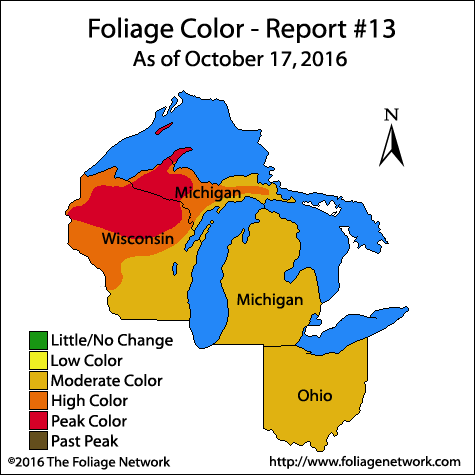 Foliage Color - Report #13
As of October 17, 2016
N
Michigan
Wisconsin
Michigan
Ohio
Little/No Change
Low Color
Moderate Color
High Color
Peak Color
Past Peak
©2016 The Foliage Network
http://www.foliagenetwork.com